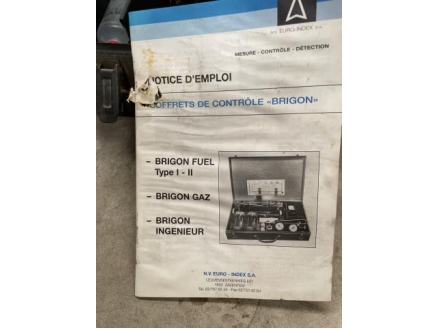 N.V. EURO-INDEX S.A.
MESURE - CONTRÔLE - DÉTECTION
NOTICE D'EMPLOI
COFFRETS DE CONTRÔLE «BRIGON»
- BRIGON FUEL
Type I - II
- BRIGON GAZ
- BRIGON
INGENIEUR
N.V. EURO - INDEX S.A.